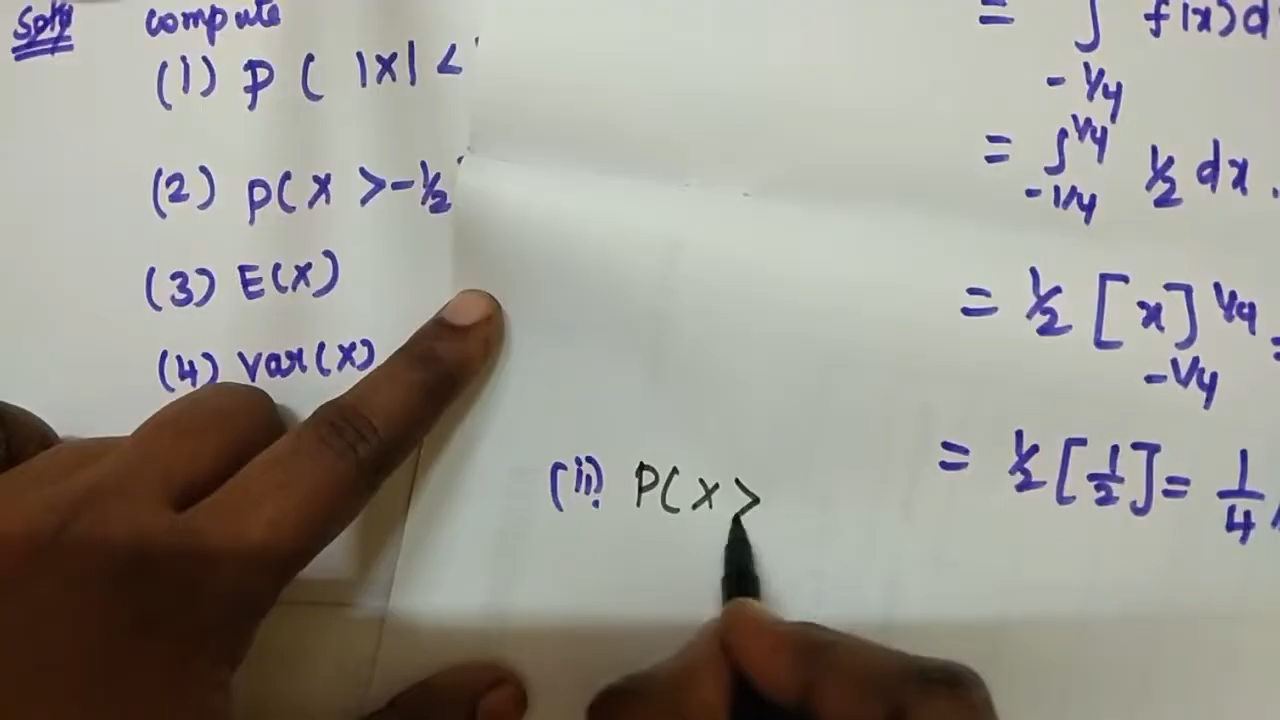 Soln compute
(1) P ( |X| <
(2) P( X > -1/2
(3) E(X)
(4) Var(X)
(ii) P( X >
= ∫ f(x) d
-1/4
= ∫ 1/4 -1/4 1/2 dx.
= 1/2 [ x ] 1/4 -1/4 =
= 1/2 [ 1/2 ] = 1/4